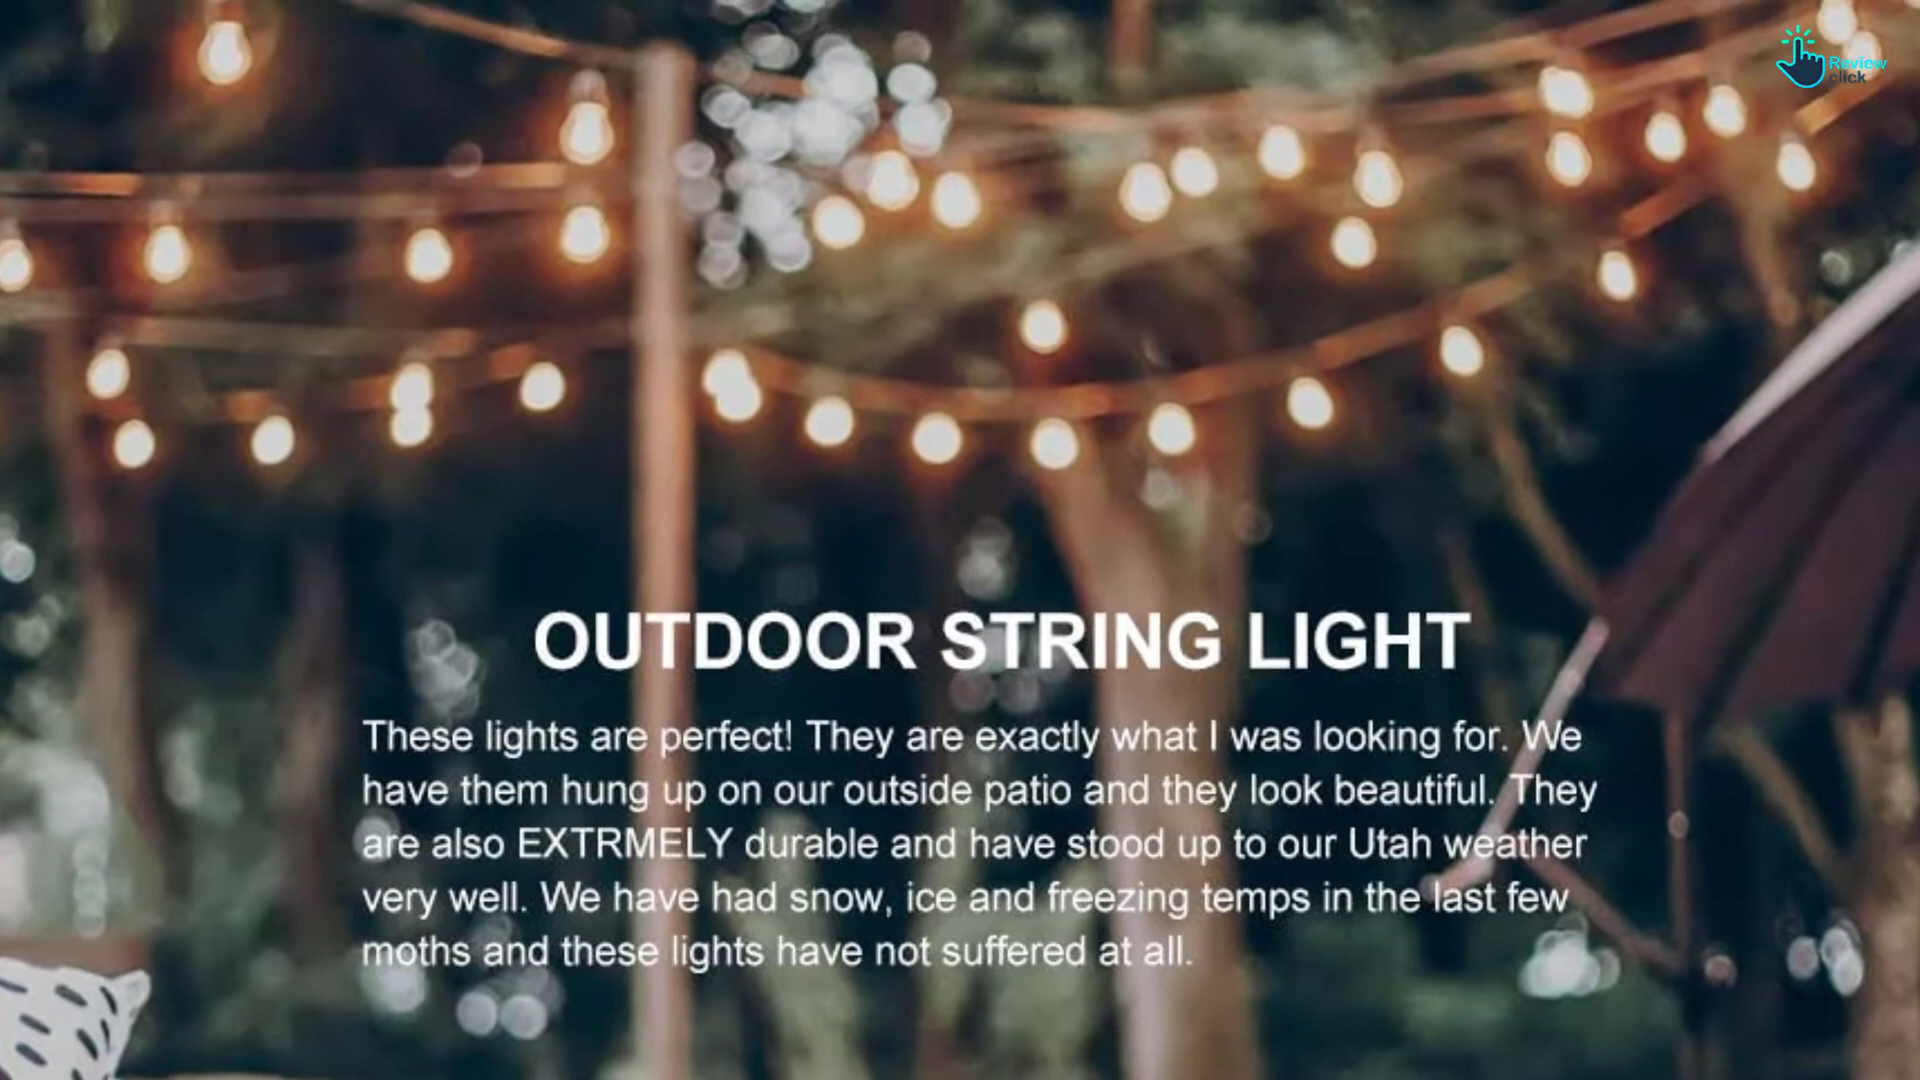 Review
click
OUTDOOR STRING LIGHT
These lights are perfect! They are exactly what I was looking for. We
have them hung up on our outside patio and they look beautiful. They
are also EXTRMELY durable and have stood up to our Utah weather
very well. We have had snow, ice and freezing temps in the last few
moths and these lights have not suffered at all.